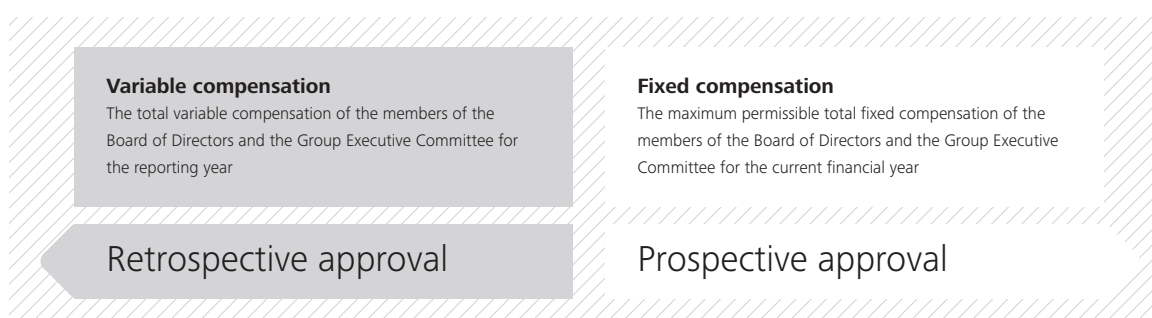 Variable compensation
The total variable compensation of the members of the
Board of Directors and the Group Executive Committee for
the reporting year
Retrospective approval
Fixed compensation
The maximum permissible total fixed compensation of the
members of the Board of Directors and the Group Executive
Committee for the current financial year
Prospective approval